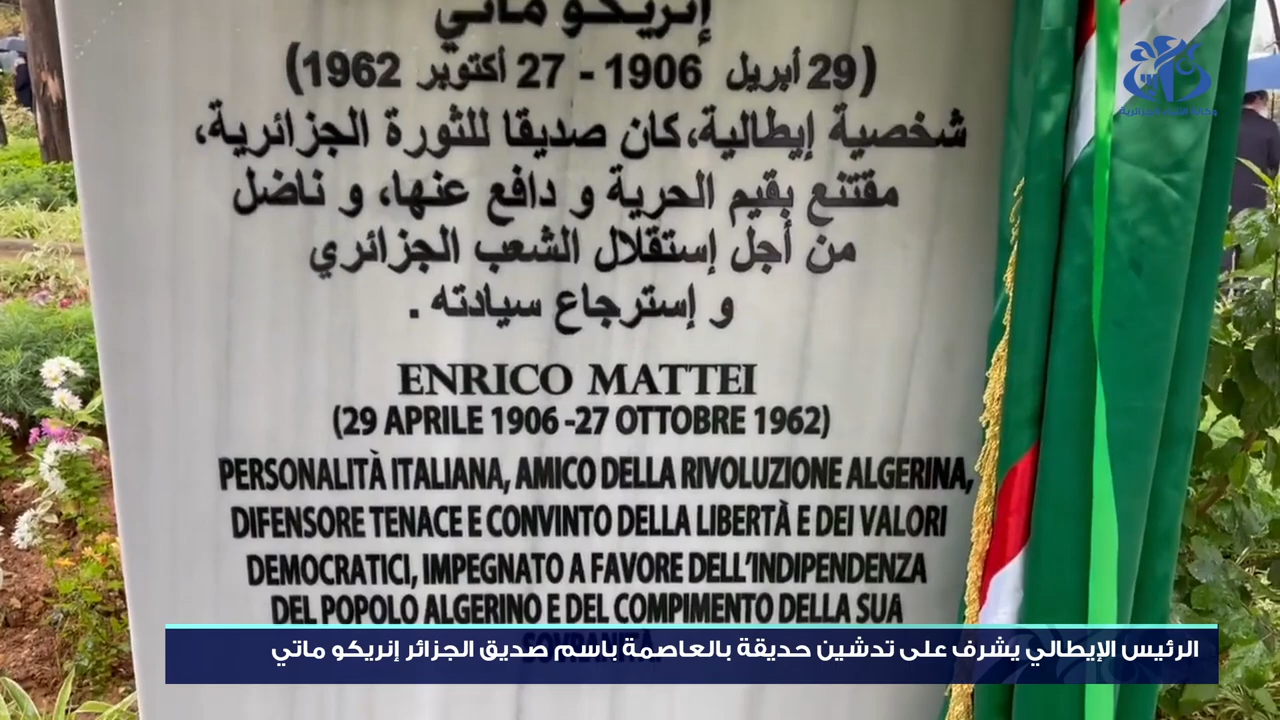 إنريكو ماتي
(29 أبريل 1906 - 27 أكتوبر 1962)
شخصية إيطالية، كان صديقا للثورة الجزائرية،
مقتنع بقيم الحرية و دافع عنها، و ناضل
من أجل إستقلال الشعب الجزائري
و إسترجاع سيادته .
ENRICO MATTEI
(29 APRILE 1906 -27 OTTOBRE 1962)
PERSONALITÀ ITALIANA, AMICO DELLA RIVOLUZIONE ALGERINA,
DIFENSORE TENACE E CONVINTO DELLA LIBERTÀ E DEI VALORI
DEMOCRATICI, IMPEGNATO A FAVORE DELL'INDIPENDENZA
DEL POPOLO ALGERINO E DEL COMPIMENTO DELLA SUA
SOVRANITÀ
الرئيس الإيطالي يشرف على تدشين حديقة بالعاصمة باسم صديق الجزائر إنريكو ماتي